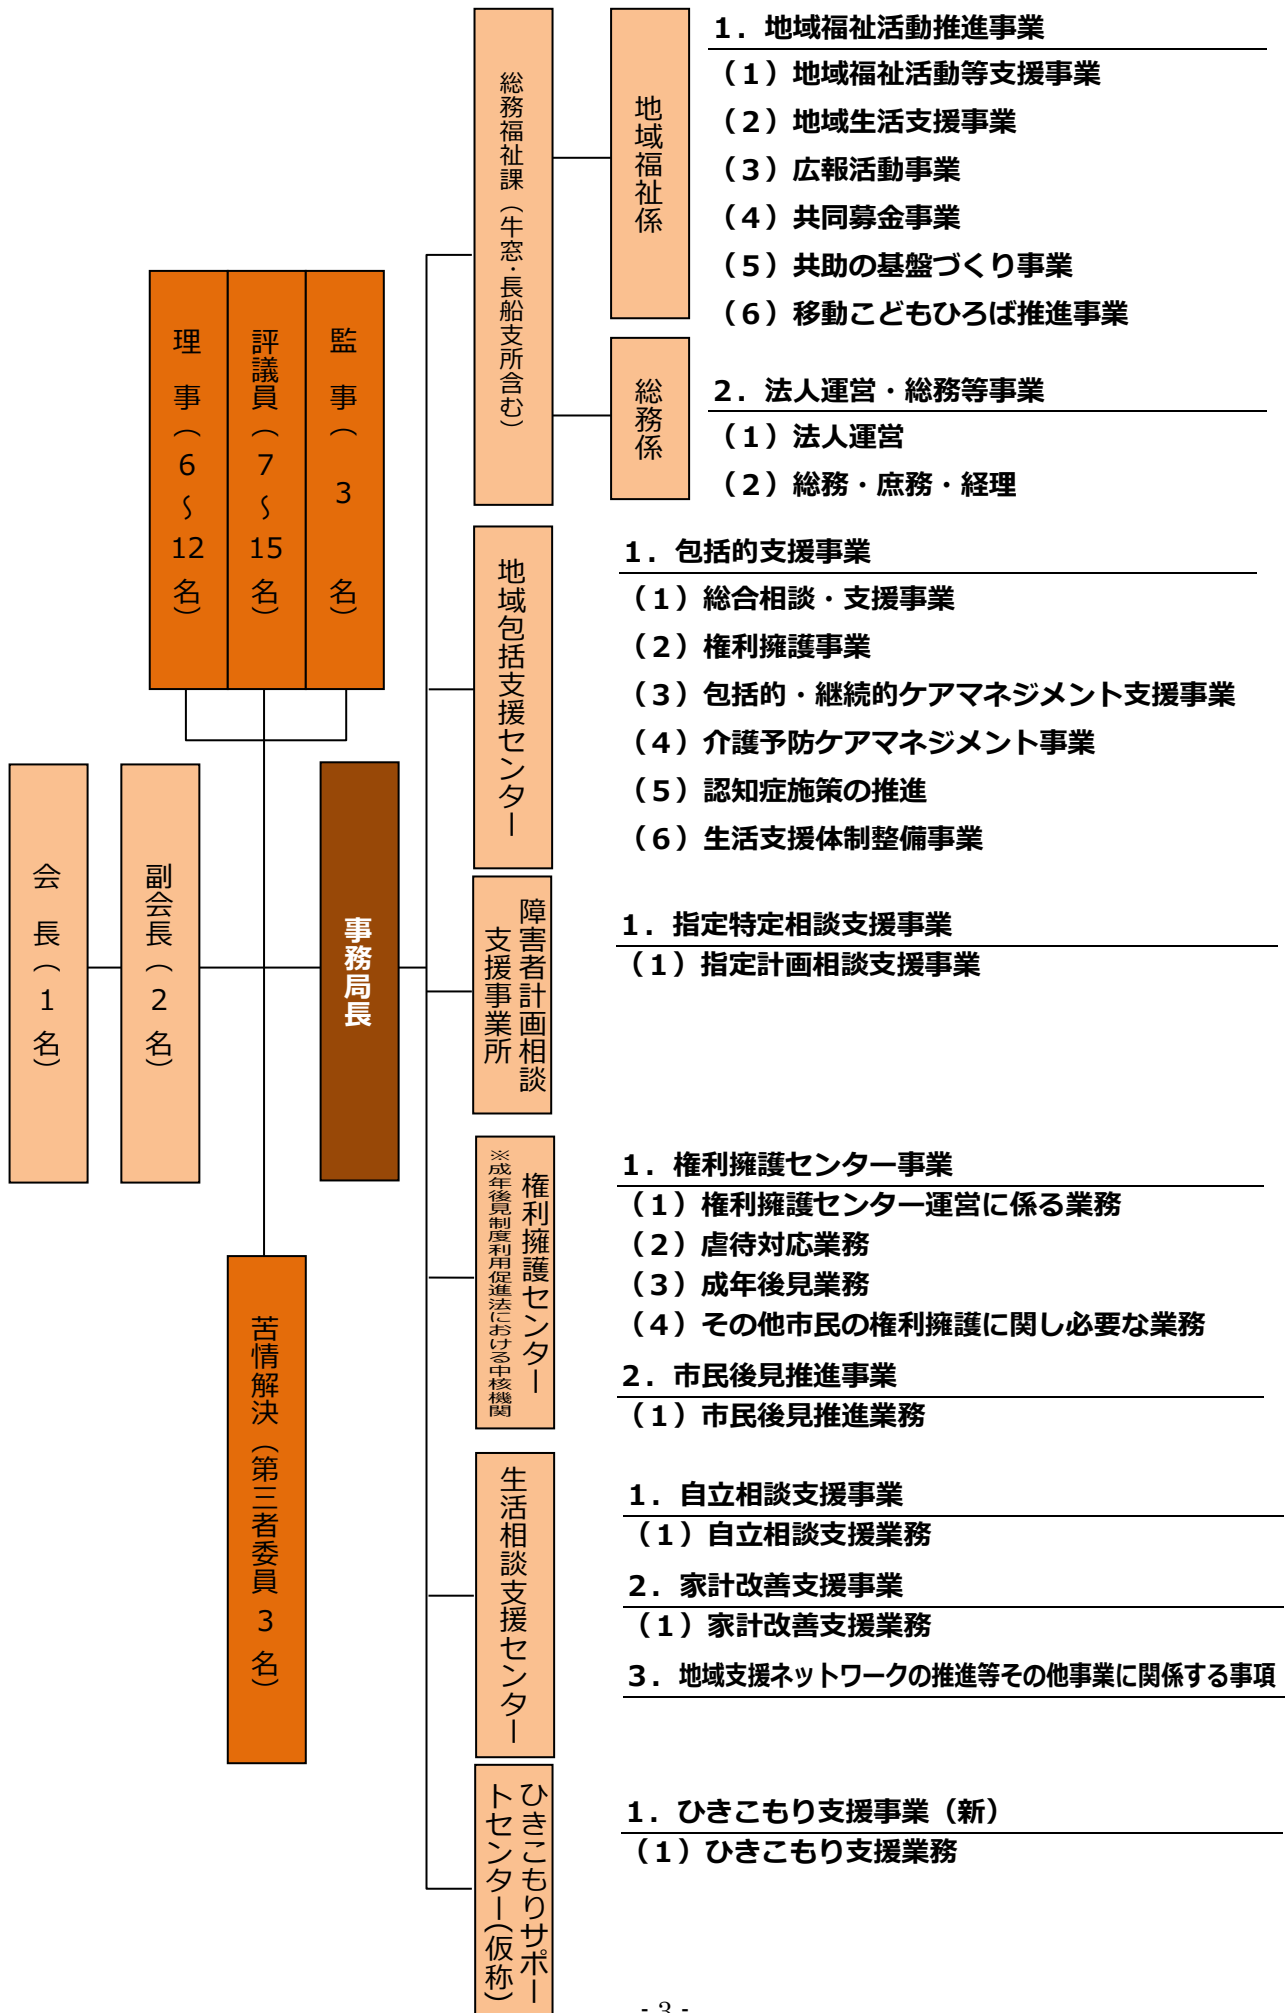 会長（1名）
副会長（2名）
理事（6～12名）
評議員（7～15名）
監事（3名）
事務局長
苦情解決（第三者委員3名）
総務福祉課（牛窓・長船支所含む）
地域福祉係
1．地域福祉活動推進事業
（1）地域福祉活動等支援事業
（2）地域生活支援事業
（3）広報活動事業
（4）共同募金事業
（5）共助の基盤づくり事業
（6）移動こどもひろば推進事業
総務係
2．法人運営・総務等事業
（1）法人運営
（2）総務・庶務・経理
地域包括支援センター
1．包括的支援事業
（1）総合相談・支援事業
（2）権利擁護事業
（3）包括的・継続的ケアマネジメント支援事業
（4）介護予防ケアマネジメント事業
（5）認知症施策の推進
（6）生活支援体制整備事業
障害者計画相談
支援事業所
1．指定特定相談支援事業
（1）指定計画相談支援事業
権利擁護センター
※成年後見制度利用促進法における中核機関
1．権利擁護センター事業
（1）権利擁護センター運営に係る業務
（2）虐待対応業務
（3）成年後見業務
（4）その他市民の権利擁護に関し必要な業務
2．市民後見推進事業
（1）市民後見推進業務
生活相談支援センター
1．自立相談支援事業
（1）自立相談支援業務
2．家計改善支援事業
（1）家計改善支援業務
3．地域支援ネットワークの推進等その他事業に関係する事項
ひきこもりサポー
トセンター(仮称)
1．ひきこもり支援事業（新）
（1）ひきこもり支援業務
- 3 -